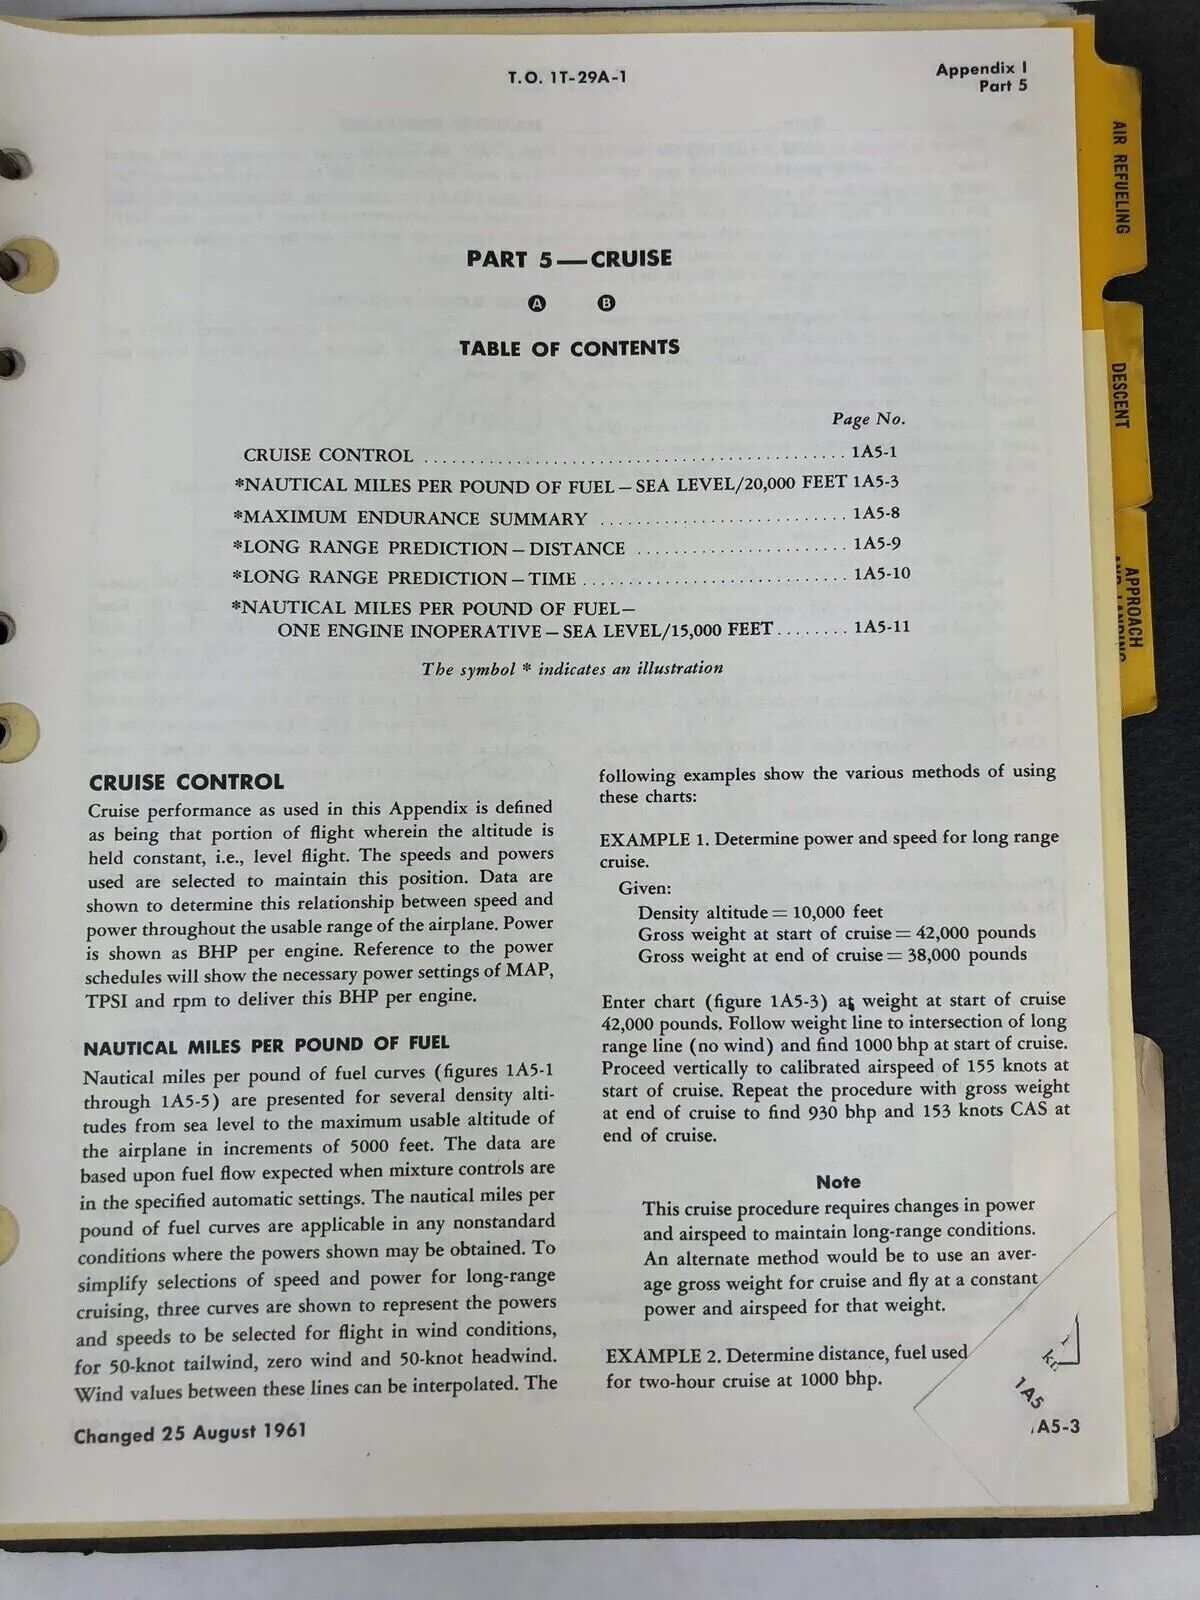 T.O. 1T-29A-1
Appendix I
Part 5
PART 5—CRUISE
A B
TABLE OF CONTENTS
Page No.
CRUISE CONTROL ............................................ 1A5-1
*NAUTICAL MILES PER POUND OF FUEL – SEA LEVEL/20,000 FEET 1A5-3
*MAXIMUM ENDURANCE SUMMARY .......................... 1A5-8
*LONG RANGE PREDICTION – DISTANCE ...................... 1A5-9
*LONG RANGE PREDICTION – TIME ............................ 1A5-10
*NAUTICAL MILES PER POUND OF FUEL–
ONE ENGINE INOPERATIVE – SEA LEVEL/15,000 FEET ........ 1A5-11
The symbol * indicates an illustration
CRUISE CONTROL
Cruise performance as used in this Appendix is defined
as being that portion of flight wherein the altitude is
held constant, i.e., level flight. The speeds and powers
used are selected to maintain this position. Data are
shown to determine this relationship between speed and
power throughout the usable range of the airplane. Power
is shown as BHP per engine. Reference to the power
schedules will show the necessary power settings of MAP,
TPSI and rpm to deliver this BHP per engine.
NAUTICAL MILES PER POUND OF FUEL
Nautical miles per pound of fuel curves (figures 1A5-1
through 1A5-5) are presented for several density alti-
tudes from sea level to the maximum usable altitude of
the airplane in increments of 5000 feet. The data are
based upon fuel flow expected when mixture controls are
in the specified automatic settings. The nautical miles per
pound of fuel curves are applicable in any nonstandard
conditions where the powers shown may be obtained. To
simplify selections of speed and power for long-range
cruising, three curves are shown to represent the powers
and speeds to be selected for flight in wind conditions,
for 50-knot tailwind, zero wind and 50-knot headwind.
Wind values between these lines can be interpolated. The
following examples show the various methods of using
these charts:
EXAMPLE 1. Determine power and speed for long range
cruise.
Given:
Density altitude = 10,000 feet
Gross weight at start of cruise = 42,000 pounds
Gross weight at end of cruise = 38,000 pounds
Enter chart (figure 1A5-3) at weight at start of cruise
42,000 pounds. Follow weight line to intersection of long
range line (no wind) and find 1000 bhp at start of cruise.
Proceed vertically to calibrated airspeed of 155 knots at
start of cruise. Repeat the procedure with gross weight
at end of cruise to find 930 bhp and 153 knots CAS at
end of cruise.
Note
This cruise procedure requires changes in power
and airspeed to maintain long-range conditions.
An alternate method would be to use an aver-
age gross weight for cruise and fly at a constant
power and airspeed for that weight.
EXAMPLE 2. Determine distance, fuel used
for two-hour cruise at 1000 bhp.
1A5
A5-3
Changed 25 August 1961
AIR REFUELING
DESCENT
APPROACH